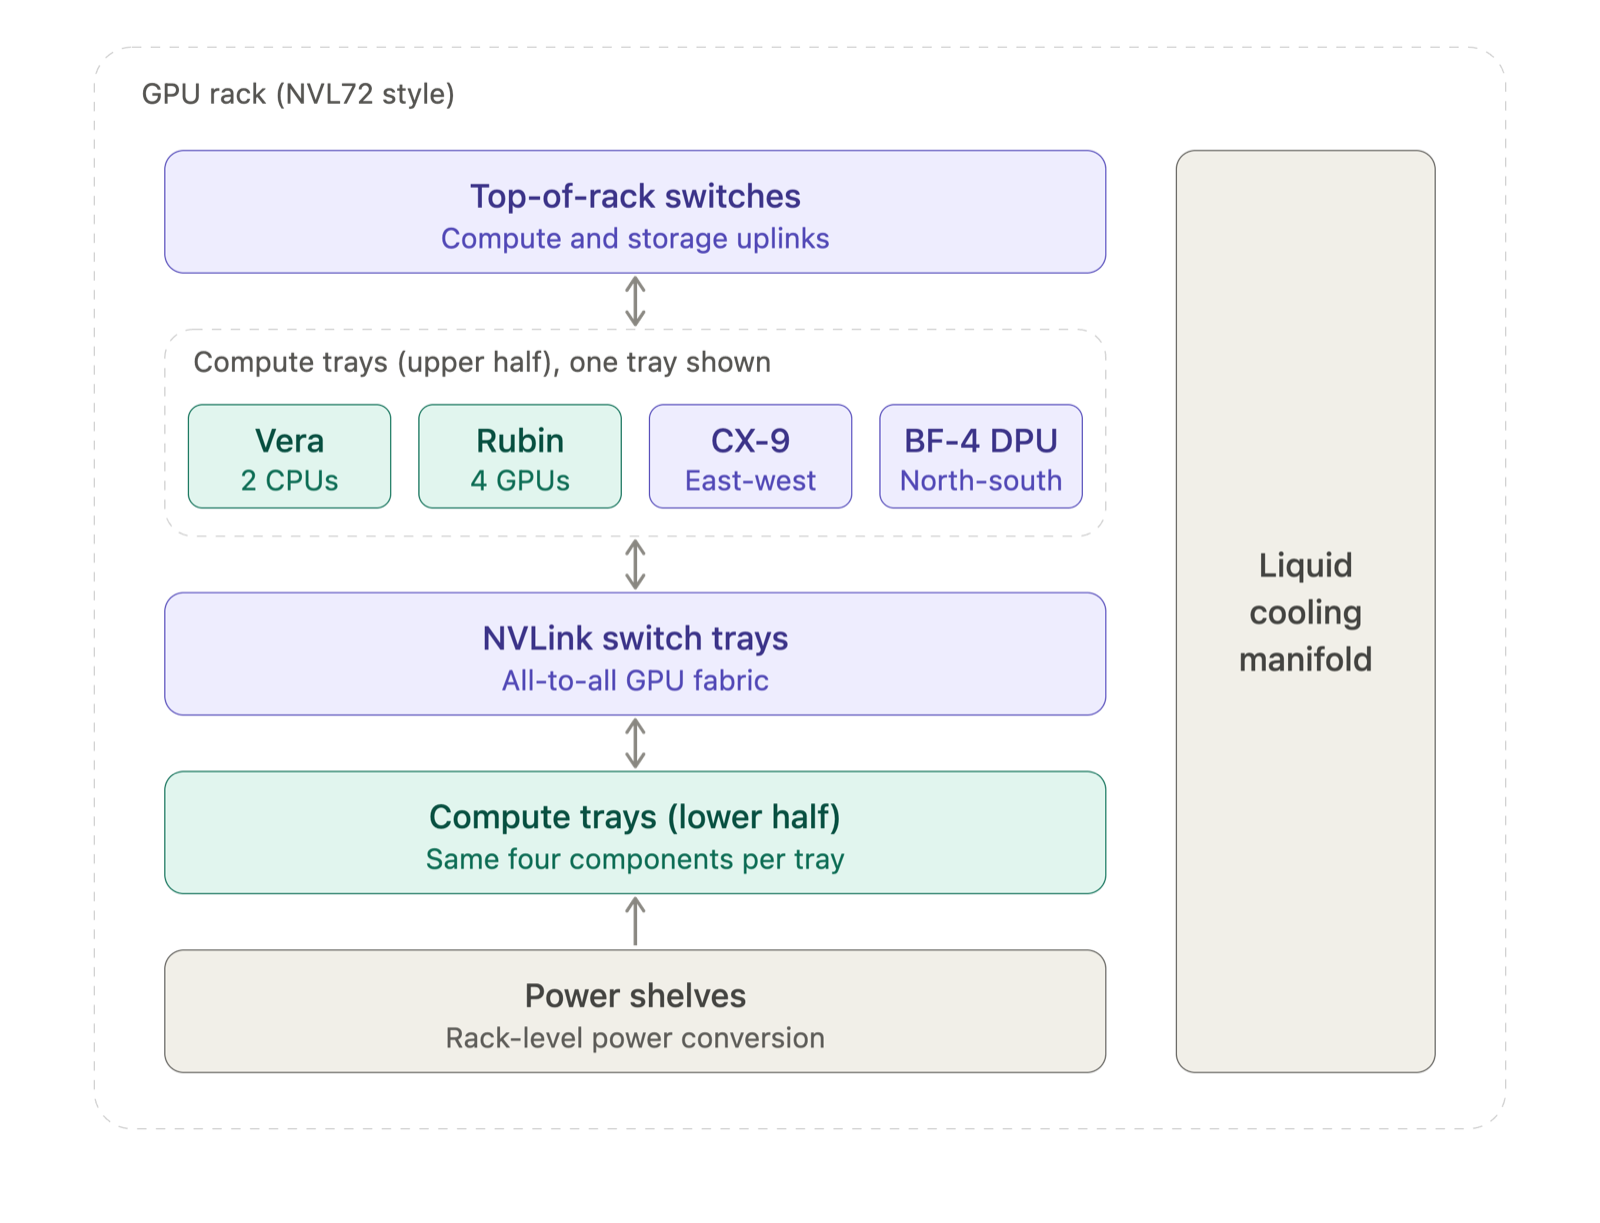 GPU rack (NVL72 style)
Top-of-rack switches
Compute and storage uplinks
Compute trays (upper half), one tray shown
Vera
2 CPUs
Rubin
4 GPUs
CX-9
East-west
BF-4 DPU
North-south
NVLink switch trays
All-to-all GPU fabric
Compute trays (lower half)
Same four components per tray
Power shelves
Rack-level power conversion
Liquid
cooling
manifold